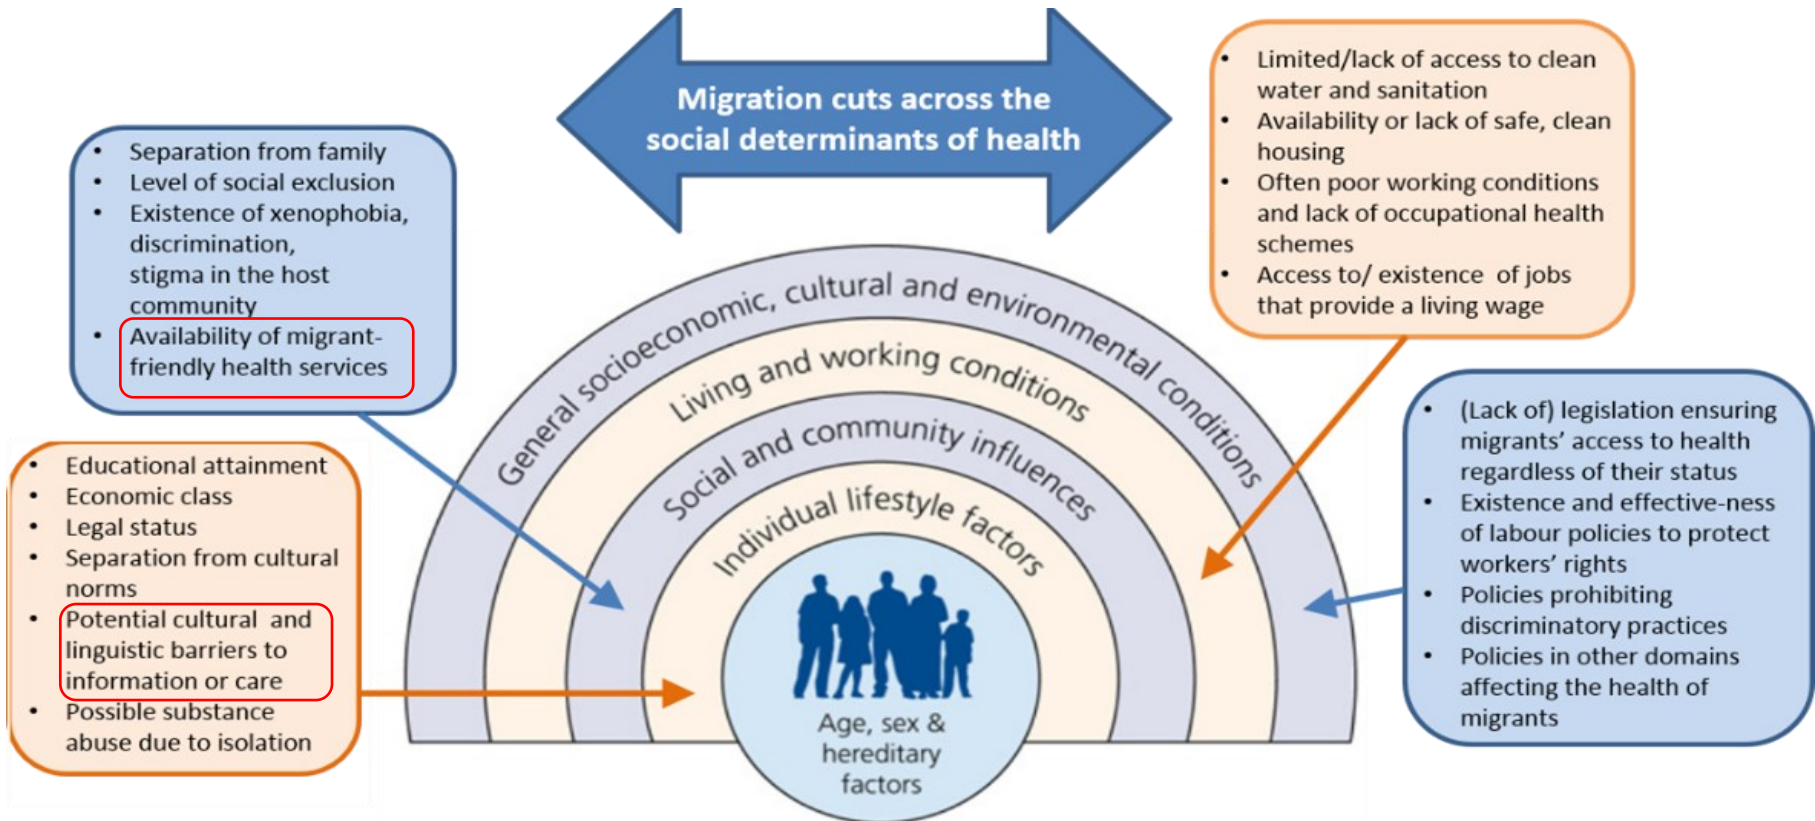 Migration cuts across the
social determinants of health
• Separation from family
• Level of social exclusion
• Existence of xenophobia,
discrimination,
stigma in the host
community
• Availability of migrant-
friendly health services
• Educational attainment
• Economic class
• Legal status
• Separation from cultural
norms
• Potential cultural and
linguistic barriers to
information or care
• Possible substance
abuse due to isolation
General socioeconomic, cultural and environmental conditions
Living and working conditions
Social and community influences
Individual lifestyle factors
Age, sex &
hereditary
factors
• Limited/lack of access to clean
water and sanitation
• Availability or lack of safe, clean
housing
• Often poor working conditions
and lack of occupational health
schemes
• Access to/ existence of jobs
that provide a living wage
• (Lack of) legislation ensuring
migrants’ access to health
regardless of their status
• Existence and effective-ness
of labour policies to protect
workers’ rights
• Policies prohibiting
discriminatory practices
• Policies in other domains
affecting the health of
migrants